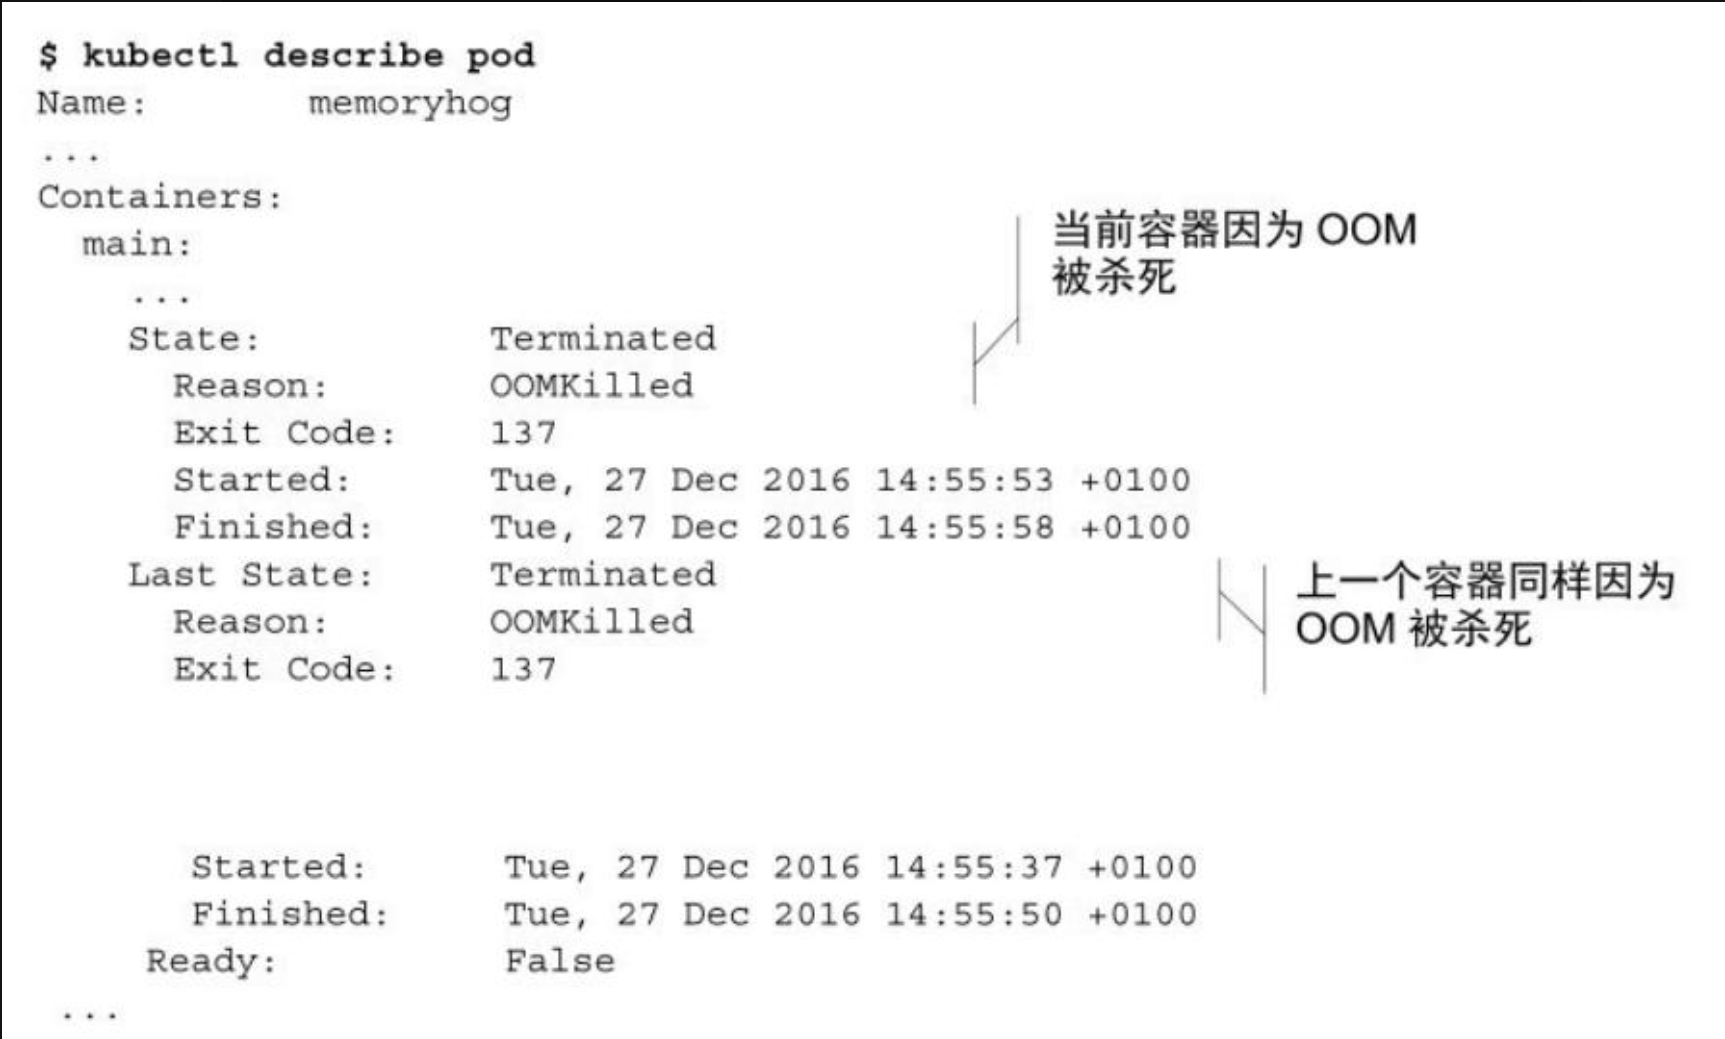 $ kubectl describe pod
Name: memoryhog
...
Containers:
main:
...
当前容器因为 OOM
被杀死
State: Terminated
Reason: OOMKilled
Exit Code: 137
Started: Tue, 27 Dec 2016 14:55:53 +0100
Finished: Tue, 27 Dec 2016 14:55:58 +0100
Last State: Terminated
Reason: OOMKilled
Exit Code: 137
上一个容器同样因为
OOM 被杀死
Started: Tue, 27 Dec 2016 14:55:37 +0100
Finished: Tue, 27 Dec 2016 14:55:50 +0100
Ready: False
...